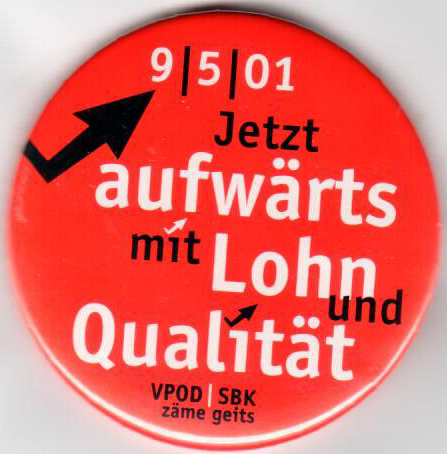 9|5|01
Jetzt
aufwärts
mit Lohn
und
Qualität
VPOD | SBK
zäme geits